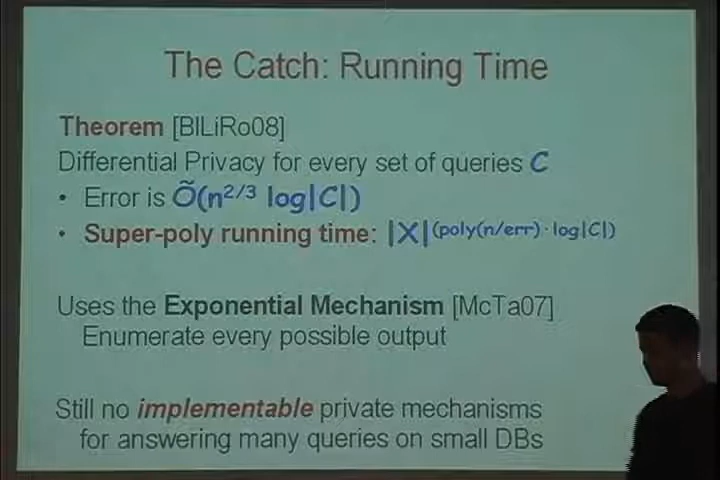 The Catch: Running Time
Theorem [BlLiRo08]
Differential Privacy for every set of queries C
• Error is Õ(n^2/3 log|C|)
• Super-poly running time: |X|^(poly(n/err)·log|C|)
Uses the Exponential Mechanism [McTa07]
Enumerate every possible output
Still no implementable private mechanisms
for answering many queries on small DBs